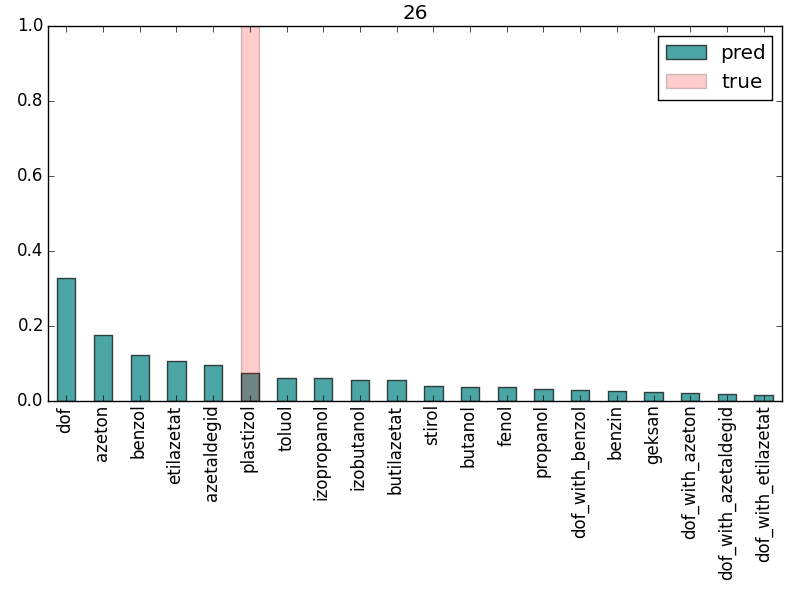 26
1.0
0.8
0.6
0.4
0.2
0.0
pred
true
dof
azeton
benzol
etilazetat
azetaldegid
plastizol
toluol
izopropanol
izobutanol
butilazetat
stirol
butanol
fenol
propanol
dof_with_benzol
benzin
geksan
dof_with_azeton
dof_with_azetaldegid
dof_with_etilazetat